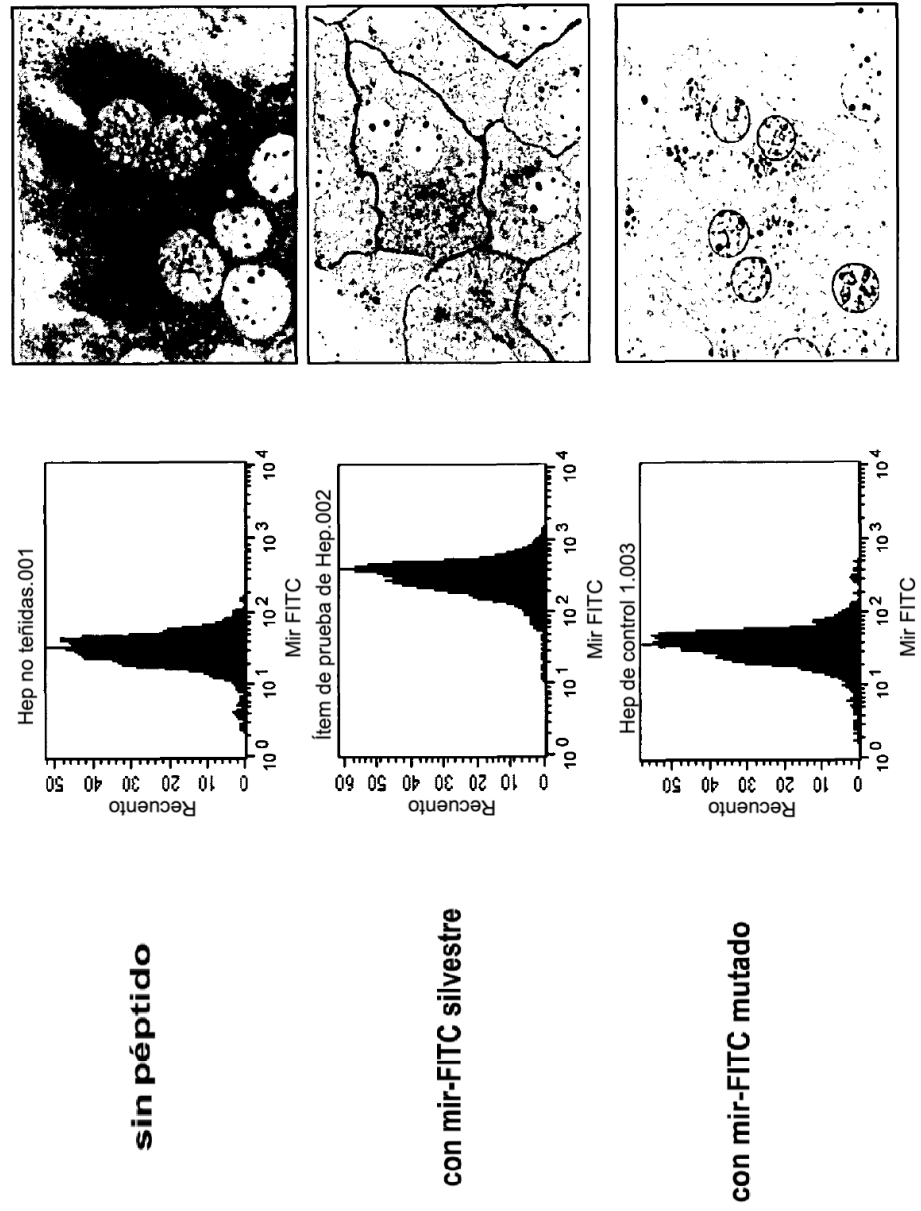 sin péptido
Hep no teñidas.001
Recuento
50
40
30
20
10
0
10^0
10^1
10^2
10^3
10^4
Mir FITC
con mir-FITC silvestre
Ítem de prueba de Hep.002
Recuento
60
50
40
30
20
10
0
10^0
10^1
10^2
10^3
10^4
Mir FITC
con mir-FITC mutado
Hep de control 1.003
Recuento
50
40
30
20
10
0
10^0
10^1
10^2
10^3
10^4
Mir FITC